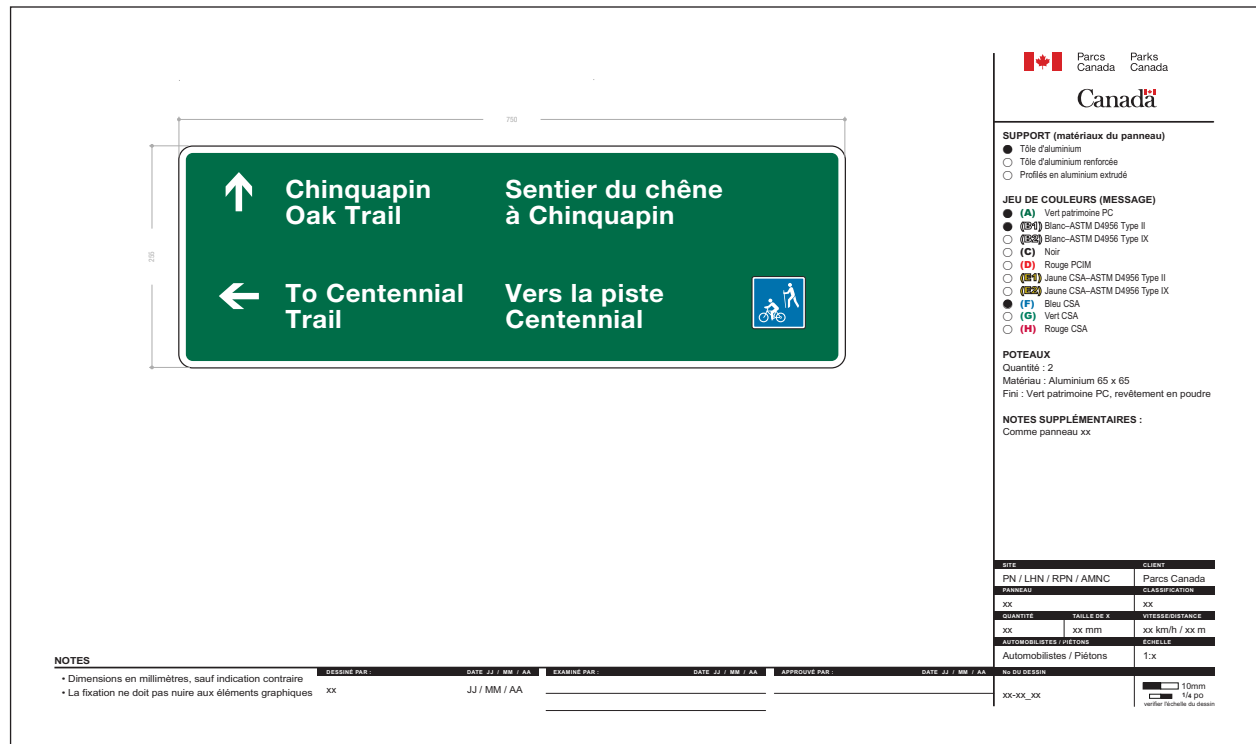 Parcs Canada
Parks Canada
Canada
SUPPORT (matériaux du panneau)
Tôle d'aluminium
Tôle d'aluminium renforcée
Profilés en aluminium extrudé
JEU DE COULEURS (MESSAGE)
(A) Vert patrimoine PC
(B1) Blanc–ASTM D4956 Type II
(B2) Blanc–ASTM D4956 Type IX
(C) Noir
(D) Rouge PCIM
(E1) Jaune CSA–ASTM D4956 Type II
(E2) Jaune CSA–ASTM D4956 Type IX
(F) Bleu CSA
(G) Vert CSA
(H) Rouge CSA
POTEAUX
Quantité : 2
Matériau : Aluminium 65 x 65
Fini : Vert patrimoine PC, revêtement en poudre
NOTES SUPPLÉMENTAIRES :
Comme panneau xx
750
250
Chinquapin
Oak Trail
Sentier du chêne
à Chinquapin
To Centennial
Trail
Vers la piste
Centennial
SITE CLIENT
PN / LHN / RPN / AMNC Parcs Canada
PANNEAU CLASSIFICATION
xx xx
QUANTITÉ TAILLE DE X VITESSE/DISTANCE
xx xx mm xx km/h / xx m
AUTOMOBILISTES / PIÉTONS ÉCHELLE
Automobilistes / Piétons 1:x
No DU DESSIN
xx-xx_xx
10mm
1/4 po
verifier l'échelle du dessin
NOTES
• Dimensions en millimètres, sauf indication contraire
• La fixation ne doit pas nuire aux éléments graphiques
DESSINÉ PAR : DATE JJ / MM / AA
xx JJ / MM / AA
EXAMINÉ PAR : DATE JJ / MM / AA
APPROUVÉ PAR : DATE JJ / MM / AA